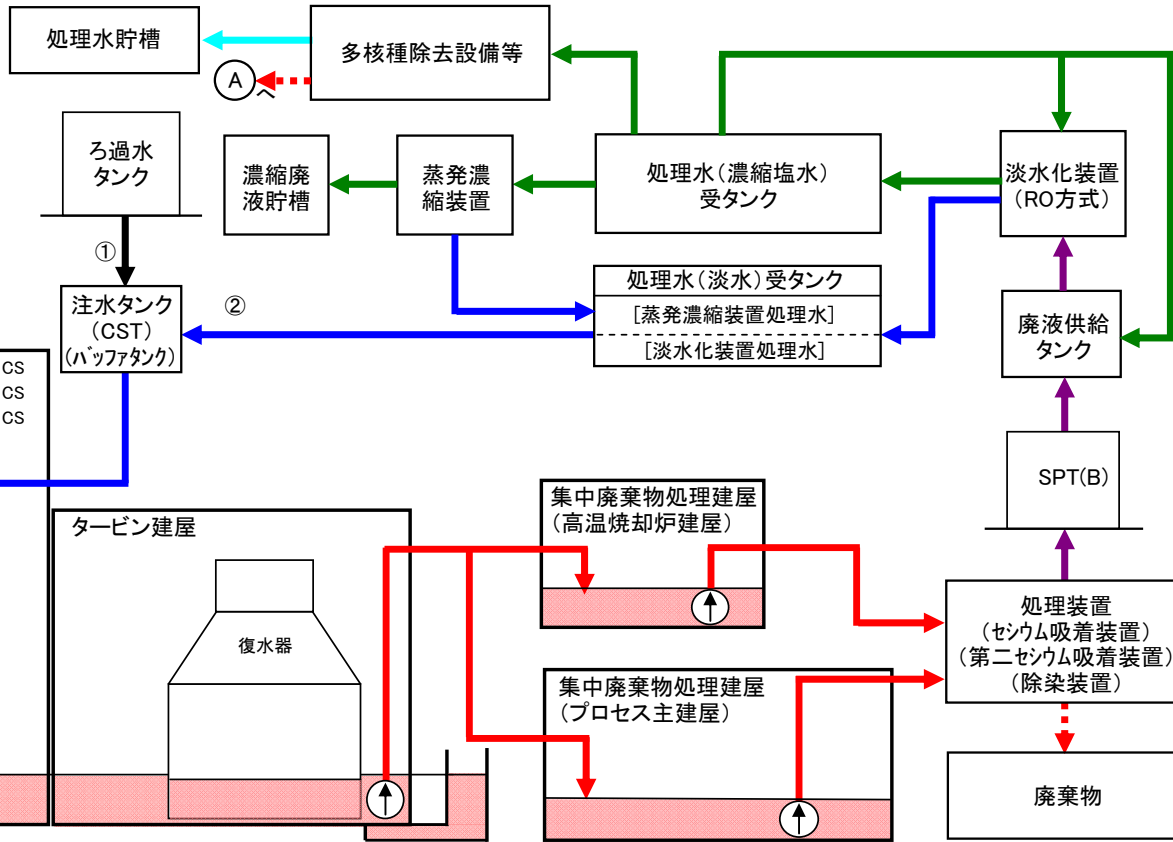 処理水貯槽
多核種除去設備等
A
へ
ろ過水
タンク
濃縮廃
液貯槽
蒸発濃
縮装置
処理水(濃縮塩水)
受タンク
淡水化装置
(RO方式)
①
注水タンク
(CST)
(バッファタンク)
②
処理水(淡水)受タンク
[蒸発濃縮装置処理水]
[淡水化装置処理水]
廃液供給
タンク
CS
CS
CS
SPT(B)
タービン建屋
復水器
集中廃棄物処理建屋
(高温焼却炉建屋)
集中廃棄物処理建屋
(プロセス主建屋)
処理装置
(セシウム吸着装置)
(第二セシウム吸着装置)
(除染装置)
廃棄物